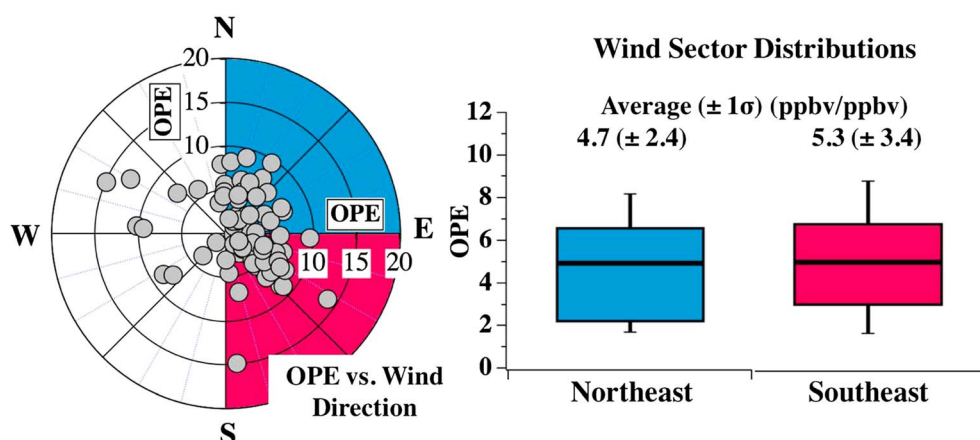 N
20
15
10
OPE
W
OPE
E
10 15 20
OPE vs. Wind
Direction
S
Wind Sector Distributions
Average (± 1σ) (ppbv/ppbv)
4.7 (± 2.4) 5.3 (± 3.4)
OPE
12
10
8
6
4
2
0
Northeast Southeast